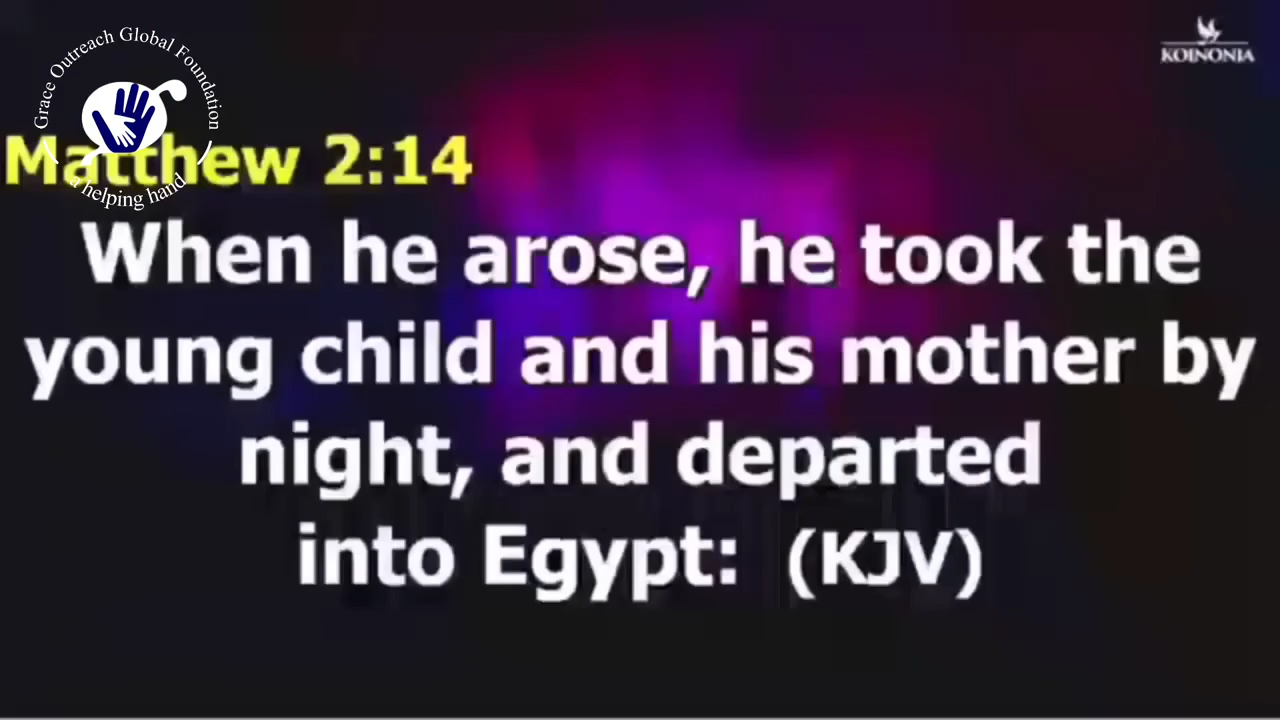 Grace Outreach Global Foundation
a helping hand
KOINONIA
Matthew 2:14
When he arose, he took the
young child and his mother by
night, and departed
into Egypt: (KJV)